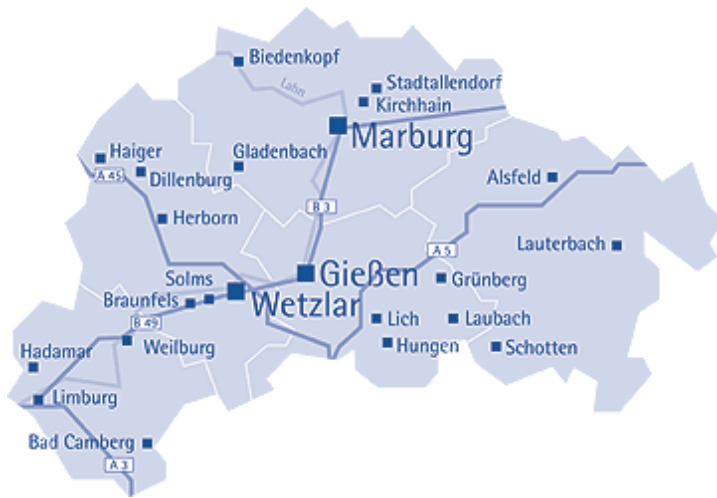 Biedenkopf
Lahn
Stadtallendorf
Kirchhain
Marburg
Haiger
Gladenbach
A 45
Dillenburg
Alsfeld
Herborn
B 3
A 5
Lauterbach
Gießen
Grünberg
Solms
Wetzlar
Braunfels
B 49
Lich
Laubach
Weilburg
Hungen
Schotten
Hadamar
Limburg
Bad Camberg
A 3